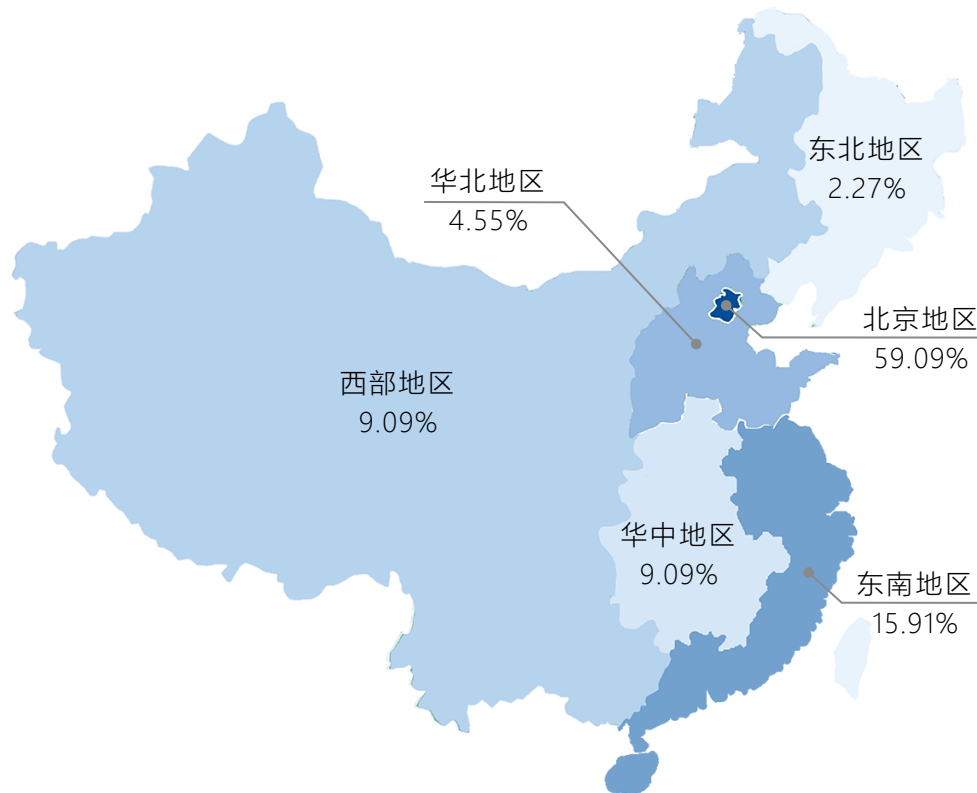 东北地区
2.27%
华北地区
4.55%
北京地区
59.09%
西部地区
9.09%
华中地区
9.09%
东南地区
15.91%